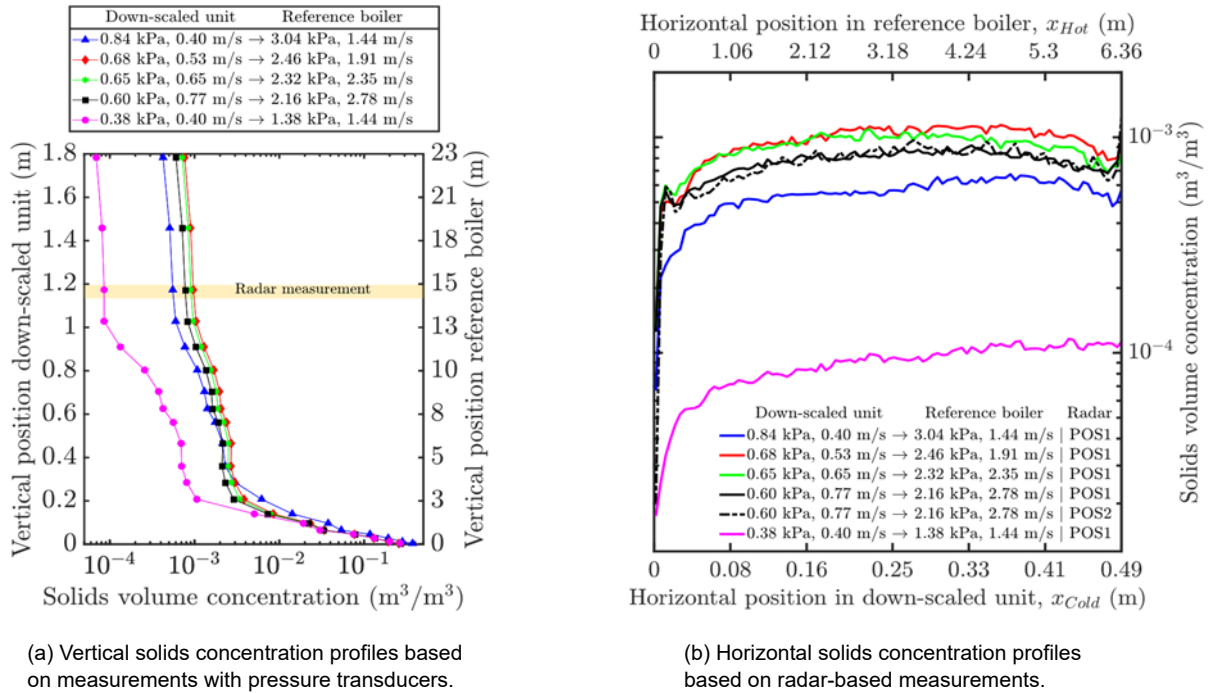 Down-scaled unit Reference boiler
0.84 kPa, 0.40 m/s → 3.04 kPa, 1.44 m/s
0.68 kPa, 0.53 m/s → 2.46 kPa, 1.91 m/s
0.65 kPa, 0.65 m/s → 2.32 kPa, 2.35 m/s
0.60 kPa, 0.77 m/s → 2.16 kPa, 2.78 m/s
0.38 kPa, 0.40 m/s → 1.38 kPa, 1.44 m/s
Vertical position down-scaled unit (m)
1.8
1.6
1.4
1.2
1
0.8
0.6
0.4
0.2
0
Radar measurement
23
21
18
15
13
10
8
5
3
0
Vertical position reference boiler (m)
10⁻⁴ 10⁻³ 10⁻² 10⁻¹
Solids volume concentration (m³/m³)
(a) Vertical solids concentration profiles based
on measurements with pressure transducers.
Horizontal position in reference boiler, x_Hot (m)
0 1.06 2.12 3.18 4.24 5.3 6.36
10⁻³
10⁻⁴
Solids volume concentration (m³/m³)
Down-scaled unit Reference boiler Radar
0.84 kPa, 0.40 m/s → 3.04 kPa, 1.44 m/s | POS1
0.68 kPa, 0.53 m/s → 2.46 kPa, 1.91 m/s | POS1
0.65 kPa, 0.65 m/s → 2.32 kPa, 2.35 m/s | POS1
0.60 kPa, 0.77 m/s → 2.16 kPa, 2.78 m/s | POS1
0.60 kPa, 0.77 m/s → 2.16 kPa, 2.78 m/s | POS2
0.38 kPa, 0.40 m/s → 1.38 kPa, 1.44 m/s | POS1
0 0.08 0.16 0.25 0.33 0.41 0.49
Horizontal position in down-scaled unit, x_Cold (m)
(b) Horizontal solids concentration profiles
based on radar-based measurements.